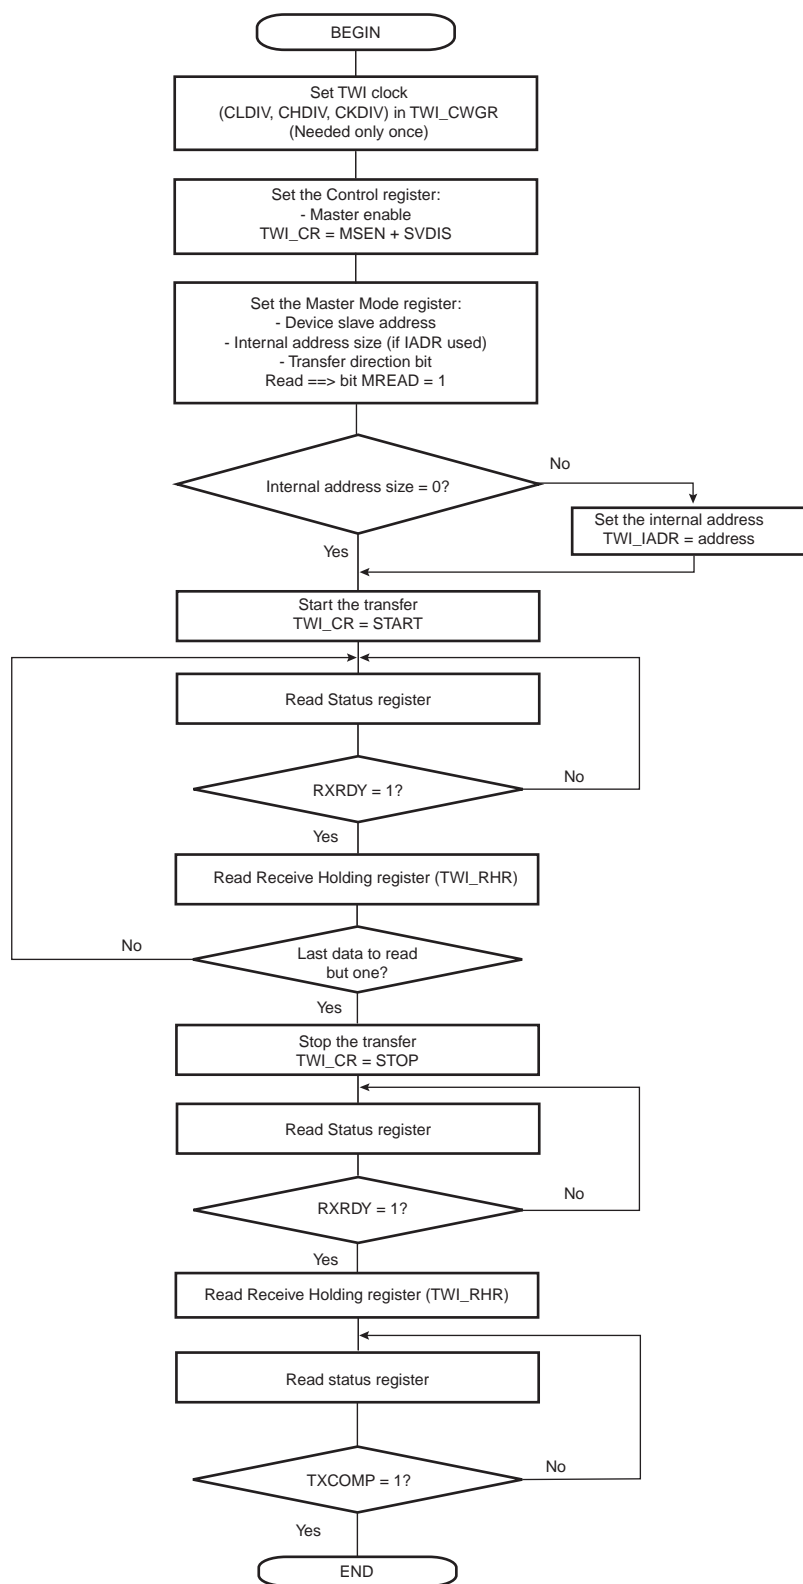 BEGIN
Set TWI clock
(CLDIV, CHDIV, CKDIV) in TWI_CWGR
(Needed only once)
Set the Control register:
- Master enable
TWI_CR = MSEN + SVDIS
Set the Master Mode register:
- Device slave address
- Internal address size (if IADR used)
- Transfer direction bit
Read ==> bit MREAD = 1
Internal address size = 0?
No
Set the internal address
TWI_IADR = address
Yes
Start the transfer
TWI_CR = START
Read Status register
RXRDY = 1?
No
Yes
Read Receive Holding register (TWI_RHR)
Last data to read
but one?
No
Yes
Stop the transfer
TWI_CR = STOP
Read Status register
RXRDY = 1?
No
Yes
Read Receive Holding register (TWI_RHR)
Read status register
TXCOMP = 1?
No
Yes
END